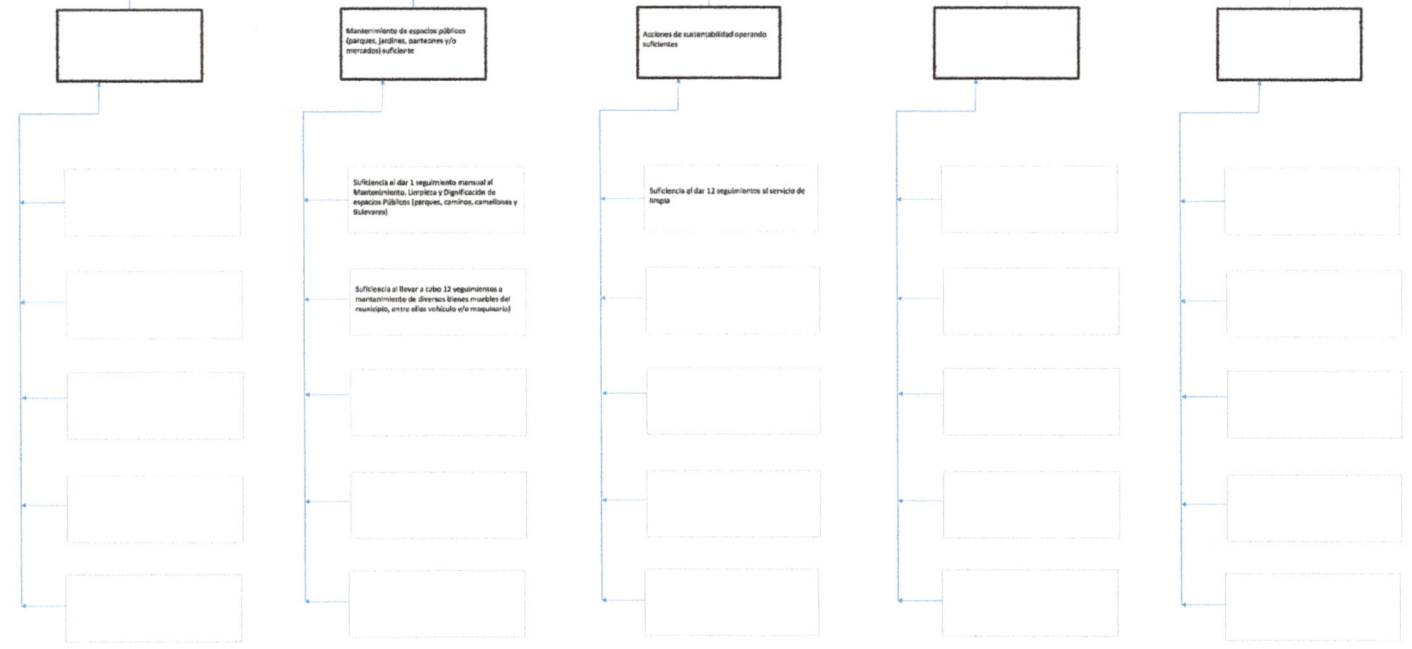 Mantenimiento de espacios públicos
(parques, jardines, panteones y/o
mercados) suficiente
Acciones de sustentabilidad operando
suficientes
Suficiencia al dar 1 seguimiento mensual al
Mantenimiento, Limpieza y Dignificación de
espacios Públicos (parques, caminos, camellones y
Bulevares)
Suficiencia al dar 12 seguimientos al servicio de
limpia
Suficiencia al llevar a cabo 12 seguimientos a
mantenimiento de diversos bienes muebles del
municipio, entre ellos vehículo y/o maquinaria)